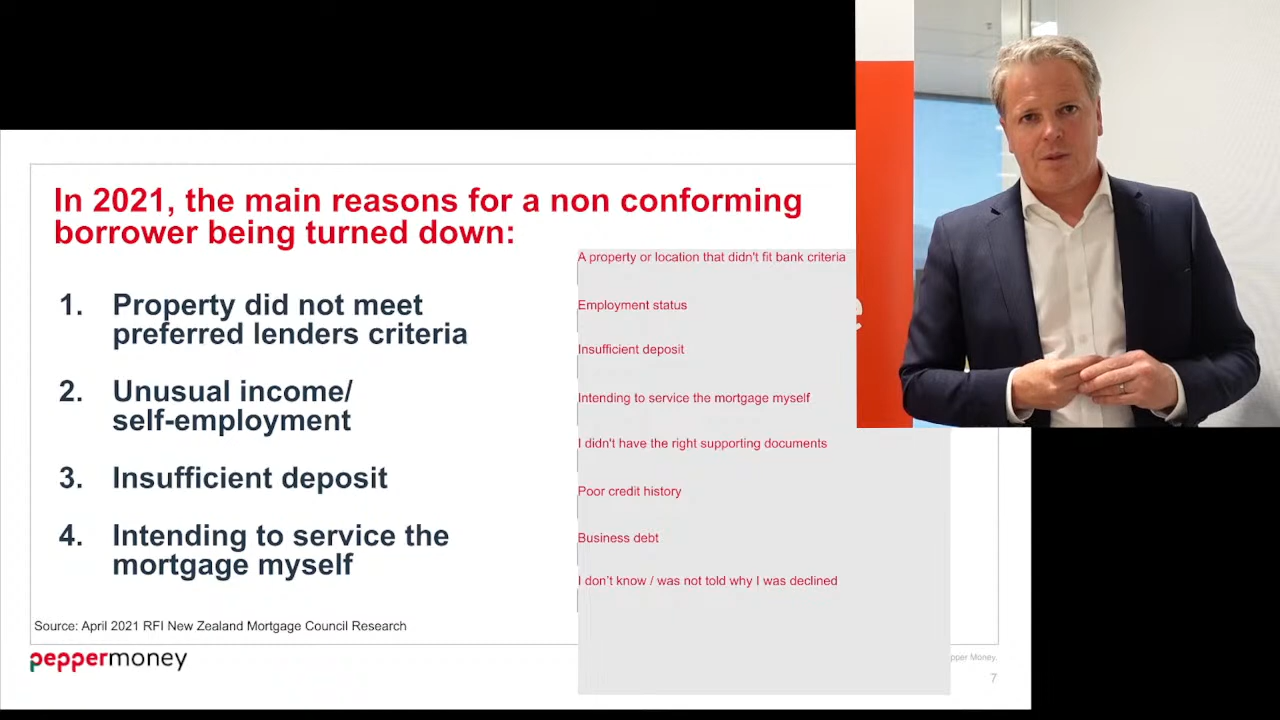 In 2021, the main reasons for a non conforming
borrower being turned down:
1. Property did not meet
preferred lenders criteria
2. Unusual income/
self-employment
3. Insufficient deposit
4. Intending to service the
mortgage myself
A property or location that didn't fit bank criteria
Employment status
Insufficient deposit
Intending to service the mortgage myself
I didn't have the right supporting documents
Poor credit history
Business debt
I don't know / was not told why I was declined
Source: April 2021 RFI New Zealand Mortgage Council Research
peppermoney
Money.
7
e